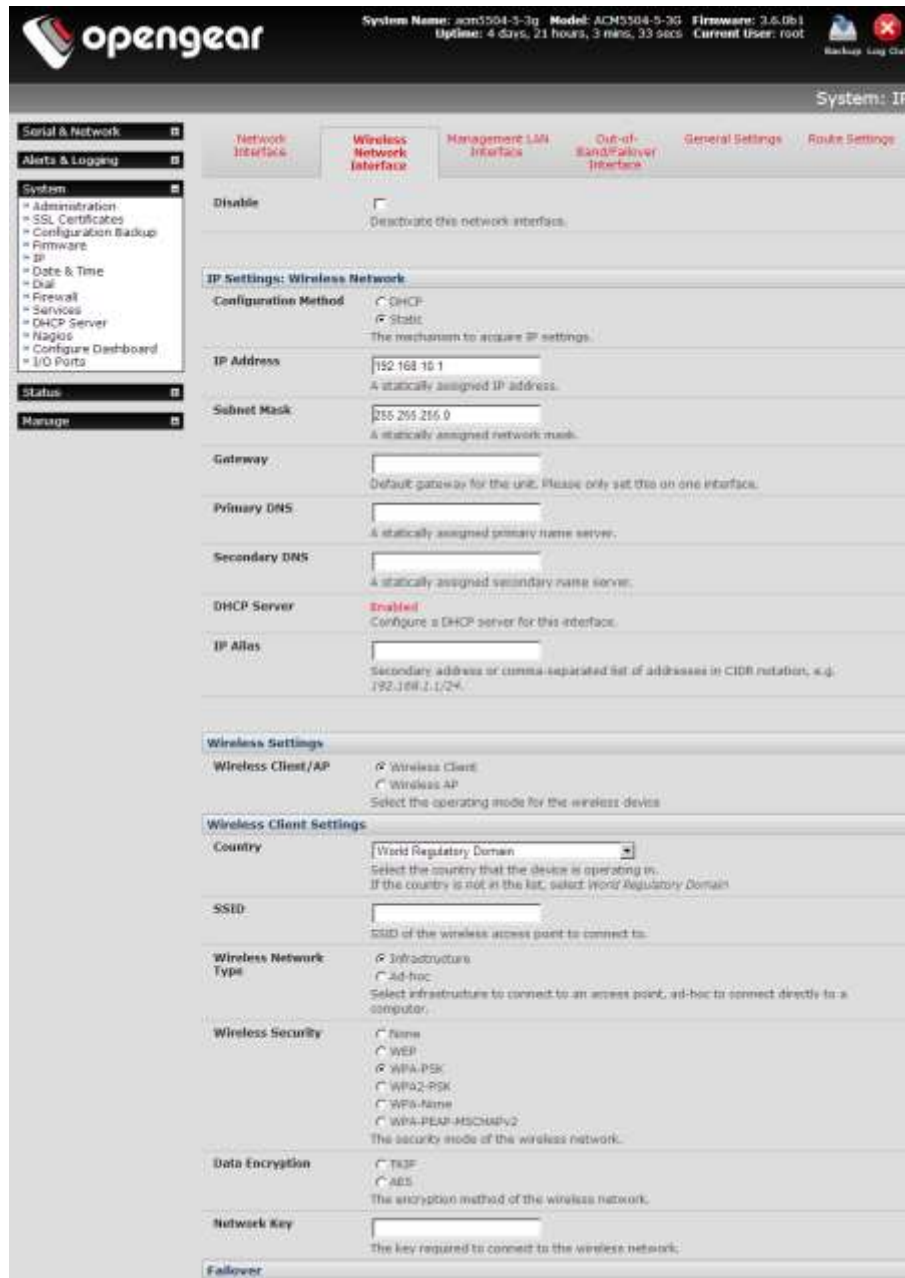 opengear
System Name: acm5504-5-3g Model: ACM5504-5-3G Firmware: 3.6.0b1
Uptime: 4 days, 21 hours, 3 mins, 33 secs Current User: root
Backup Log Ou
System: IP
Serial & Network
Alerts & Logging
System
Administration
SSL Certificates
Configuration Backup
Firmware
IP
Date & Time
Dial
Firewall
Services
DHCP Server
Nagios
Configure Dashboard
I/O Ports
Status
Manage
Network Interface
Wireless Network Interface
Management LAN Interface
Out-of-Band/Failover Interface
General Settings
Route Settings
Disable
Deactivate this network interface.
IP Settings: Wireless Network
Configuration Method
DHCP
Static
The mechanism to acquire IP settings.
IP Address
192.168.10.1
A statically assigned IP address.
Subnet Mask
255.255.255.0
A statically assigned network mask.
Gateway
Default gateway for the unit. Please only set this on one interface.
Primary DNS
A statically assigned primary name server.
Secondary DNS
A statically assigned secondary name server.
DHCP Server
Enabled
Configure a DHCP server for this interface.
IP Alias
Secondary address or comma-separated list of addresses in CIDR notation, e.g.
192.168.1.1/24.
Wireless Settings
Wireless Client/AP
Wireless Client
Wireless AP
Select the operating mode for the wireless device
Wireless Client Settings
Country
World Regulatory Domain
Select the country that the device is operating in.
If the country is not in the list, select World Regulatory Domain
SSID
SSID of the wireless access point to connect to.
Wireless Network Type
Infrastructure
Ad-hoc
Select infrastructure to connect to an access point, ad-hoc to connect directly to a
computer.
Wireless Security
None
WEP
WPA-PSK
WPA2-PSK
WPA-None
WPA-PEAP-MSCHAPv2
The security mode of the wireless network.
Data Encryption
TKIP
AES
The encryption method of the wireless network.
Network Key
The key required to connect to the wireless network.
Failover